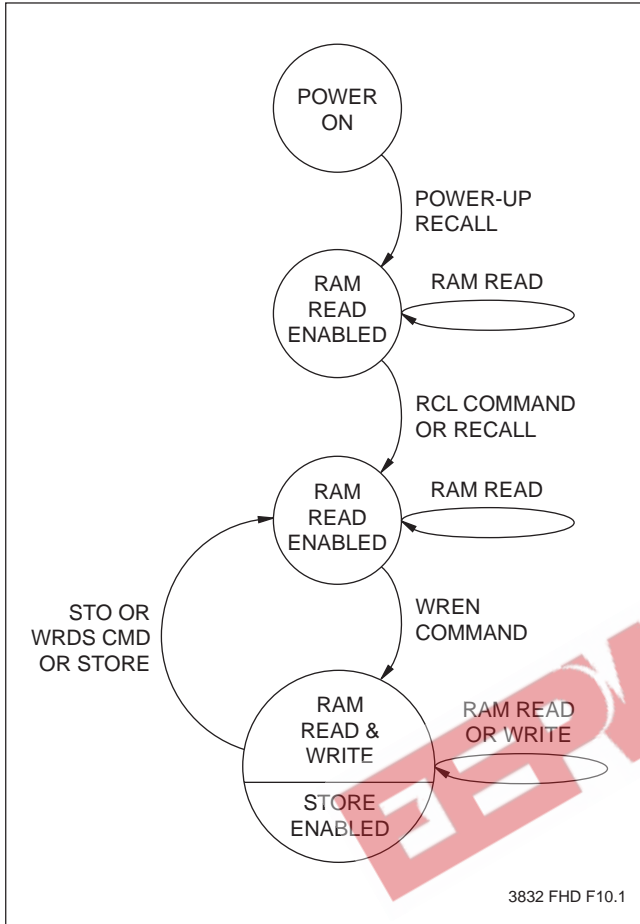 POWER
ON
POWER-UP
RECALL
RAM
READ
ENABLED
RAM READ
RCL COMMAND
OR RECALL
RAM
READ
ENABLED
RAM READ
STO OR
WRDS CMD
OR STORE
WREN
COMMAND
RAM
READ &
WRITE
RAM READ
OR WRITE
STORE
ENABLED
3832 FHD F10.1